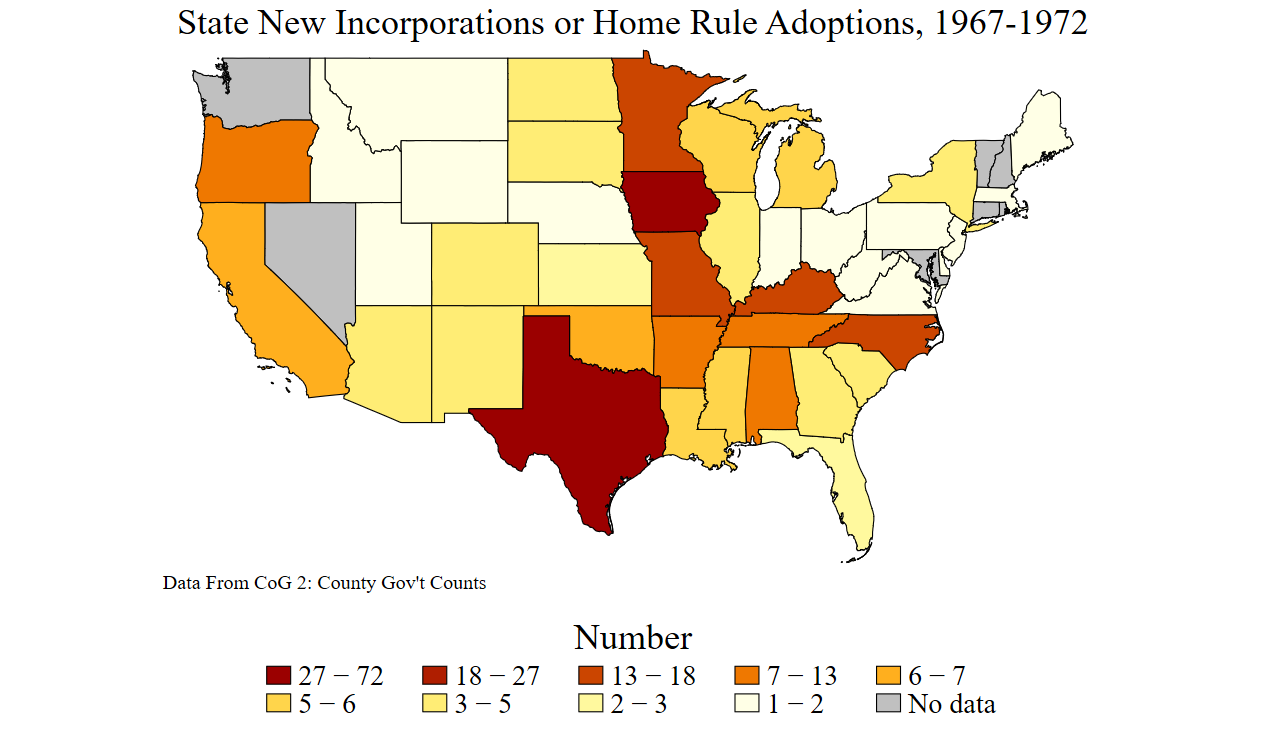 State New Incorporations or Home Rule Adoptions, 1967-1972
Data From CoG 2: County Gov't Counts
Number
27 − 72 18 − 27 13 − 18 7 − 13 6 − 7
5 − 6 3 − 5 2 − 3 1 − 2 No data